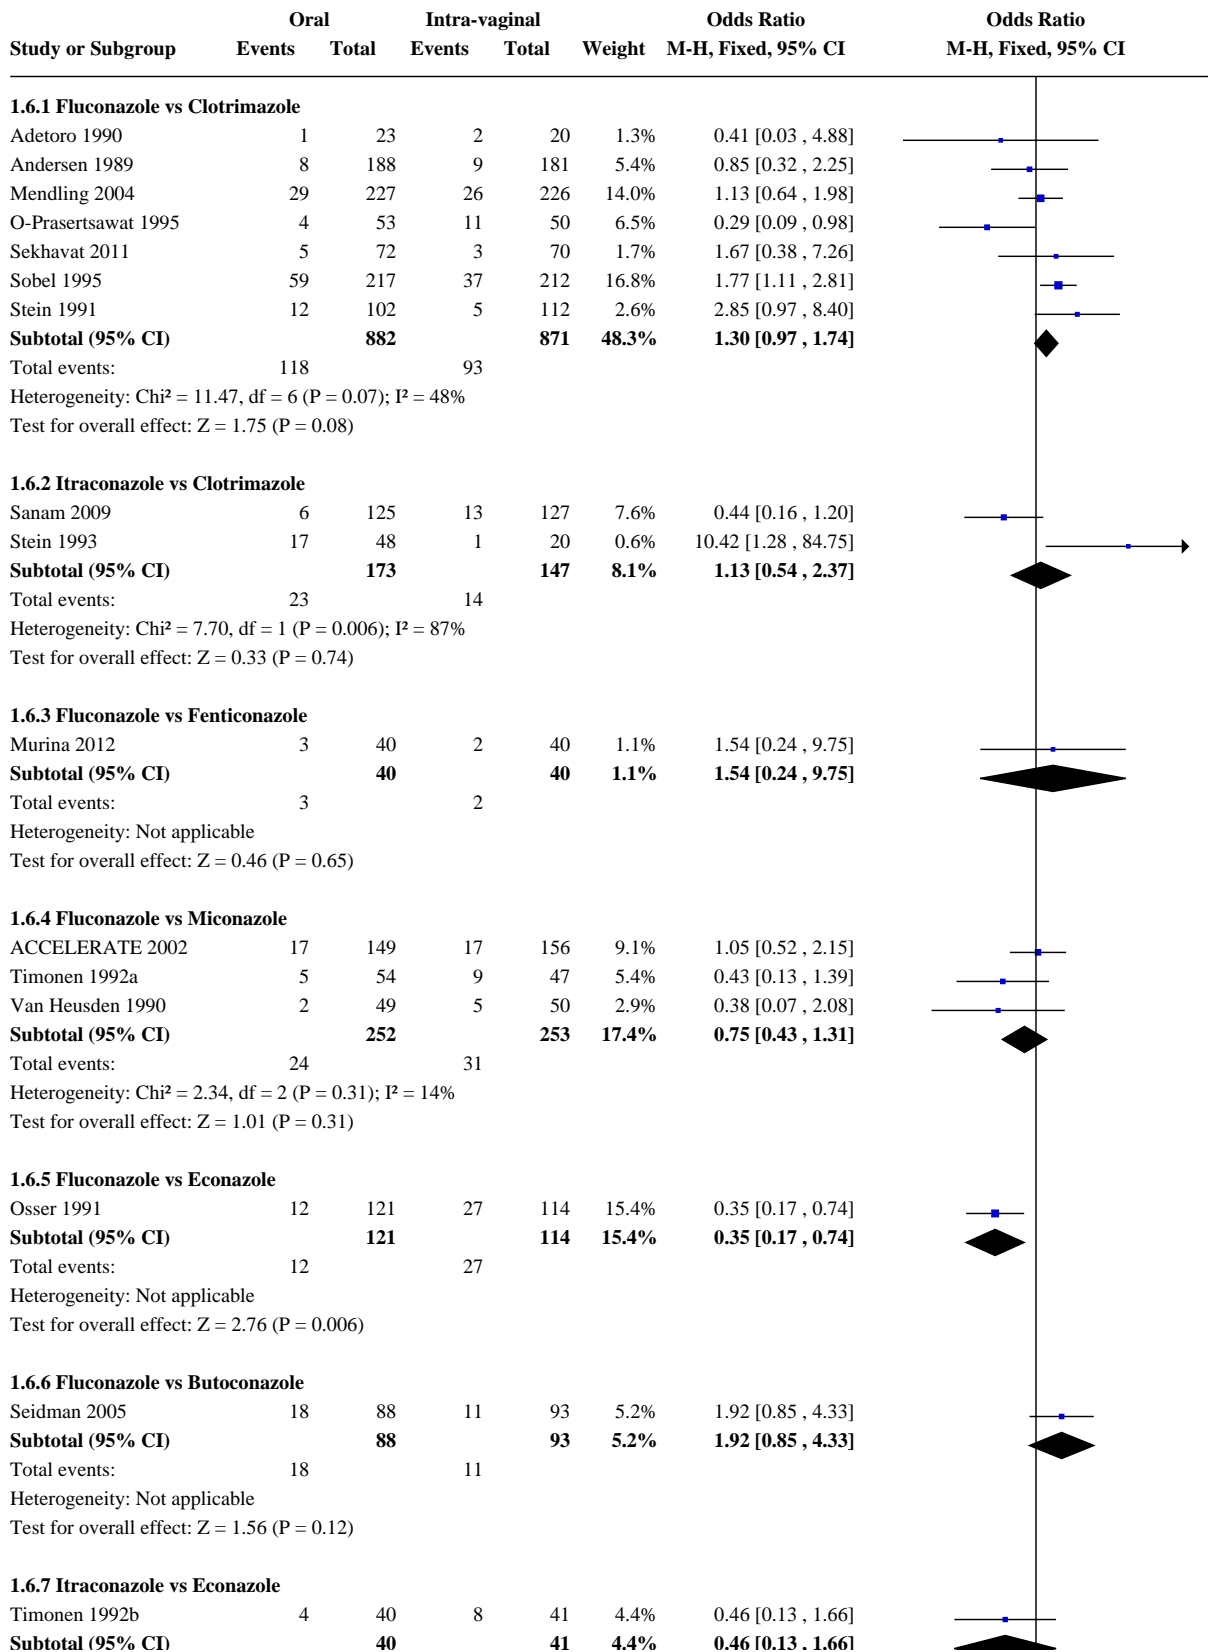 Oral Intra-vaginal Odds Ratio Odds Ratio
Study or Subgroup Events Total Events Total Weight M-H, Fixed, 95% CI M-H, Fixed, 95% CI
1.6.1 Fluconazole vs Clotrimazole
Adetoro 1990 1 23 2 20 1.3% 0.41 [0.03 , 4.88]
Andersen 1989 8 188 9 181 5.4% 0.85 [0.32 , 2.25]
Mendling 2004 29 227 26 226 14.0% 1.13 [0.64 , 1.98]
O-Prasertsawat 1995 4 53 11 50 6.5% 0.29 [0.09 , 0.98]
Sekhavat 2011 5 72 3 70 1.7% 1.67 [0.38 , 7.26]
Sobel 1995 59 217 37 212 16.8% 1.77 [1.11 , 2.81]
Stein 1991 12 102 5 112 2.6% 2.85 [0.97 , 8.40]
Subtotal (95% CI) 882 871 48.3% 1.30 [0.97 , 1.74]
Total events: 118 93
Heterogeneity: Chi² = 11.47, df = 6 (P = 0.07); I² = 48%
Test for overall effect: Z = 1.75 (P = 0.08)
1.6.2 Itraconazole vs Clotrimazole
Sanam 2009 6 125 13 127 7.6% 0.44 [0.16 , 1.20]
Stein 1993 17 48 1 20 0.6% 10.42 [1.28 , 84.75]
Subtotal (95% CI) 173 147 8.1% 1.13 [0.54 , 2.37]
Total events: 23 14
Heterogeneity: Chi² = 7.70, df = 1 (P = 0.006); I² = 87%
Test for overall effect: Z = 0.33 (P = 0.74)
1.6.3 Fluconazole vs Fenticonazole
Murina 2012 3 40 2 40 1.1% 1.54 [0.24 , 9.75]
Subtotal (95% CI) 40 40 1.1% 1.54 [0.24 , 9.75]
Total events: 3 2
Heterogeneity: Not applicable
Test for overall effect: Z = 0.46 (P = 0.65)
1.6.4 Fluconazole vs Miconazole
ACCELERATE 2002 17 149 17 156 9.1% 1.05 [0.52 , 2.15]
Timonen 1992a 5 54 9 47 5.4% 0.43 [0.13 , 1.39]
Van Heusden 1990 2 49 5 50 2.9% 0.38 [0.07 , 2.08]
Subtotal (95% CI) 252 253 17.4% 0.75 [0.43 , 1.31]
Total events: 24 31
Heterogeneity: Chi² = 2.34, df = 2 (P = 0.31); I² = 14%
Test for overall effect: Z = 1.01 (P = 0.31)
1.6.5 Fluconazole vs Econazole
Osser 1991 12 121 27 114 15.4% 0.35 [0.17 , 0.74]
Subtotal (95% CI) 121 114 15.4% 0.35 [0.17 , 0.74]
Total events: 12 27
Heterogeneity: Not applicable
Test for overall effect: Z = 2.76 (P = 0.006)
1.6.6 Fluconazole vs Butoconazole
Seidman 2005 18 88 11 93 5.2% 1.92 [0.85 , 4.33]
Subtotal (95% CI) 88 93 5.2% 1.92 [0.85 , 4.33]
Total events: 18 11
Heterogeneity: Not applicable
Test for overall effect: Z = 1.56 (P = 0.12)
1.6.7 Itraconazole vs Econazole
Timonen 1992b 4 40 8 41 4.4% 0.46 [0.13 , 1.66]
Subtotal (95% CI) 40 41 4.4% 0.46 [0.13 , 1.66]